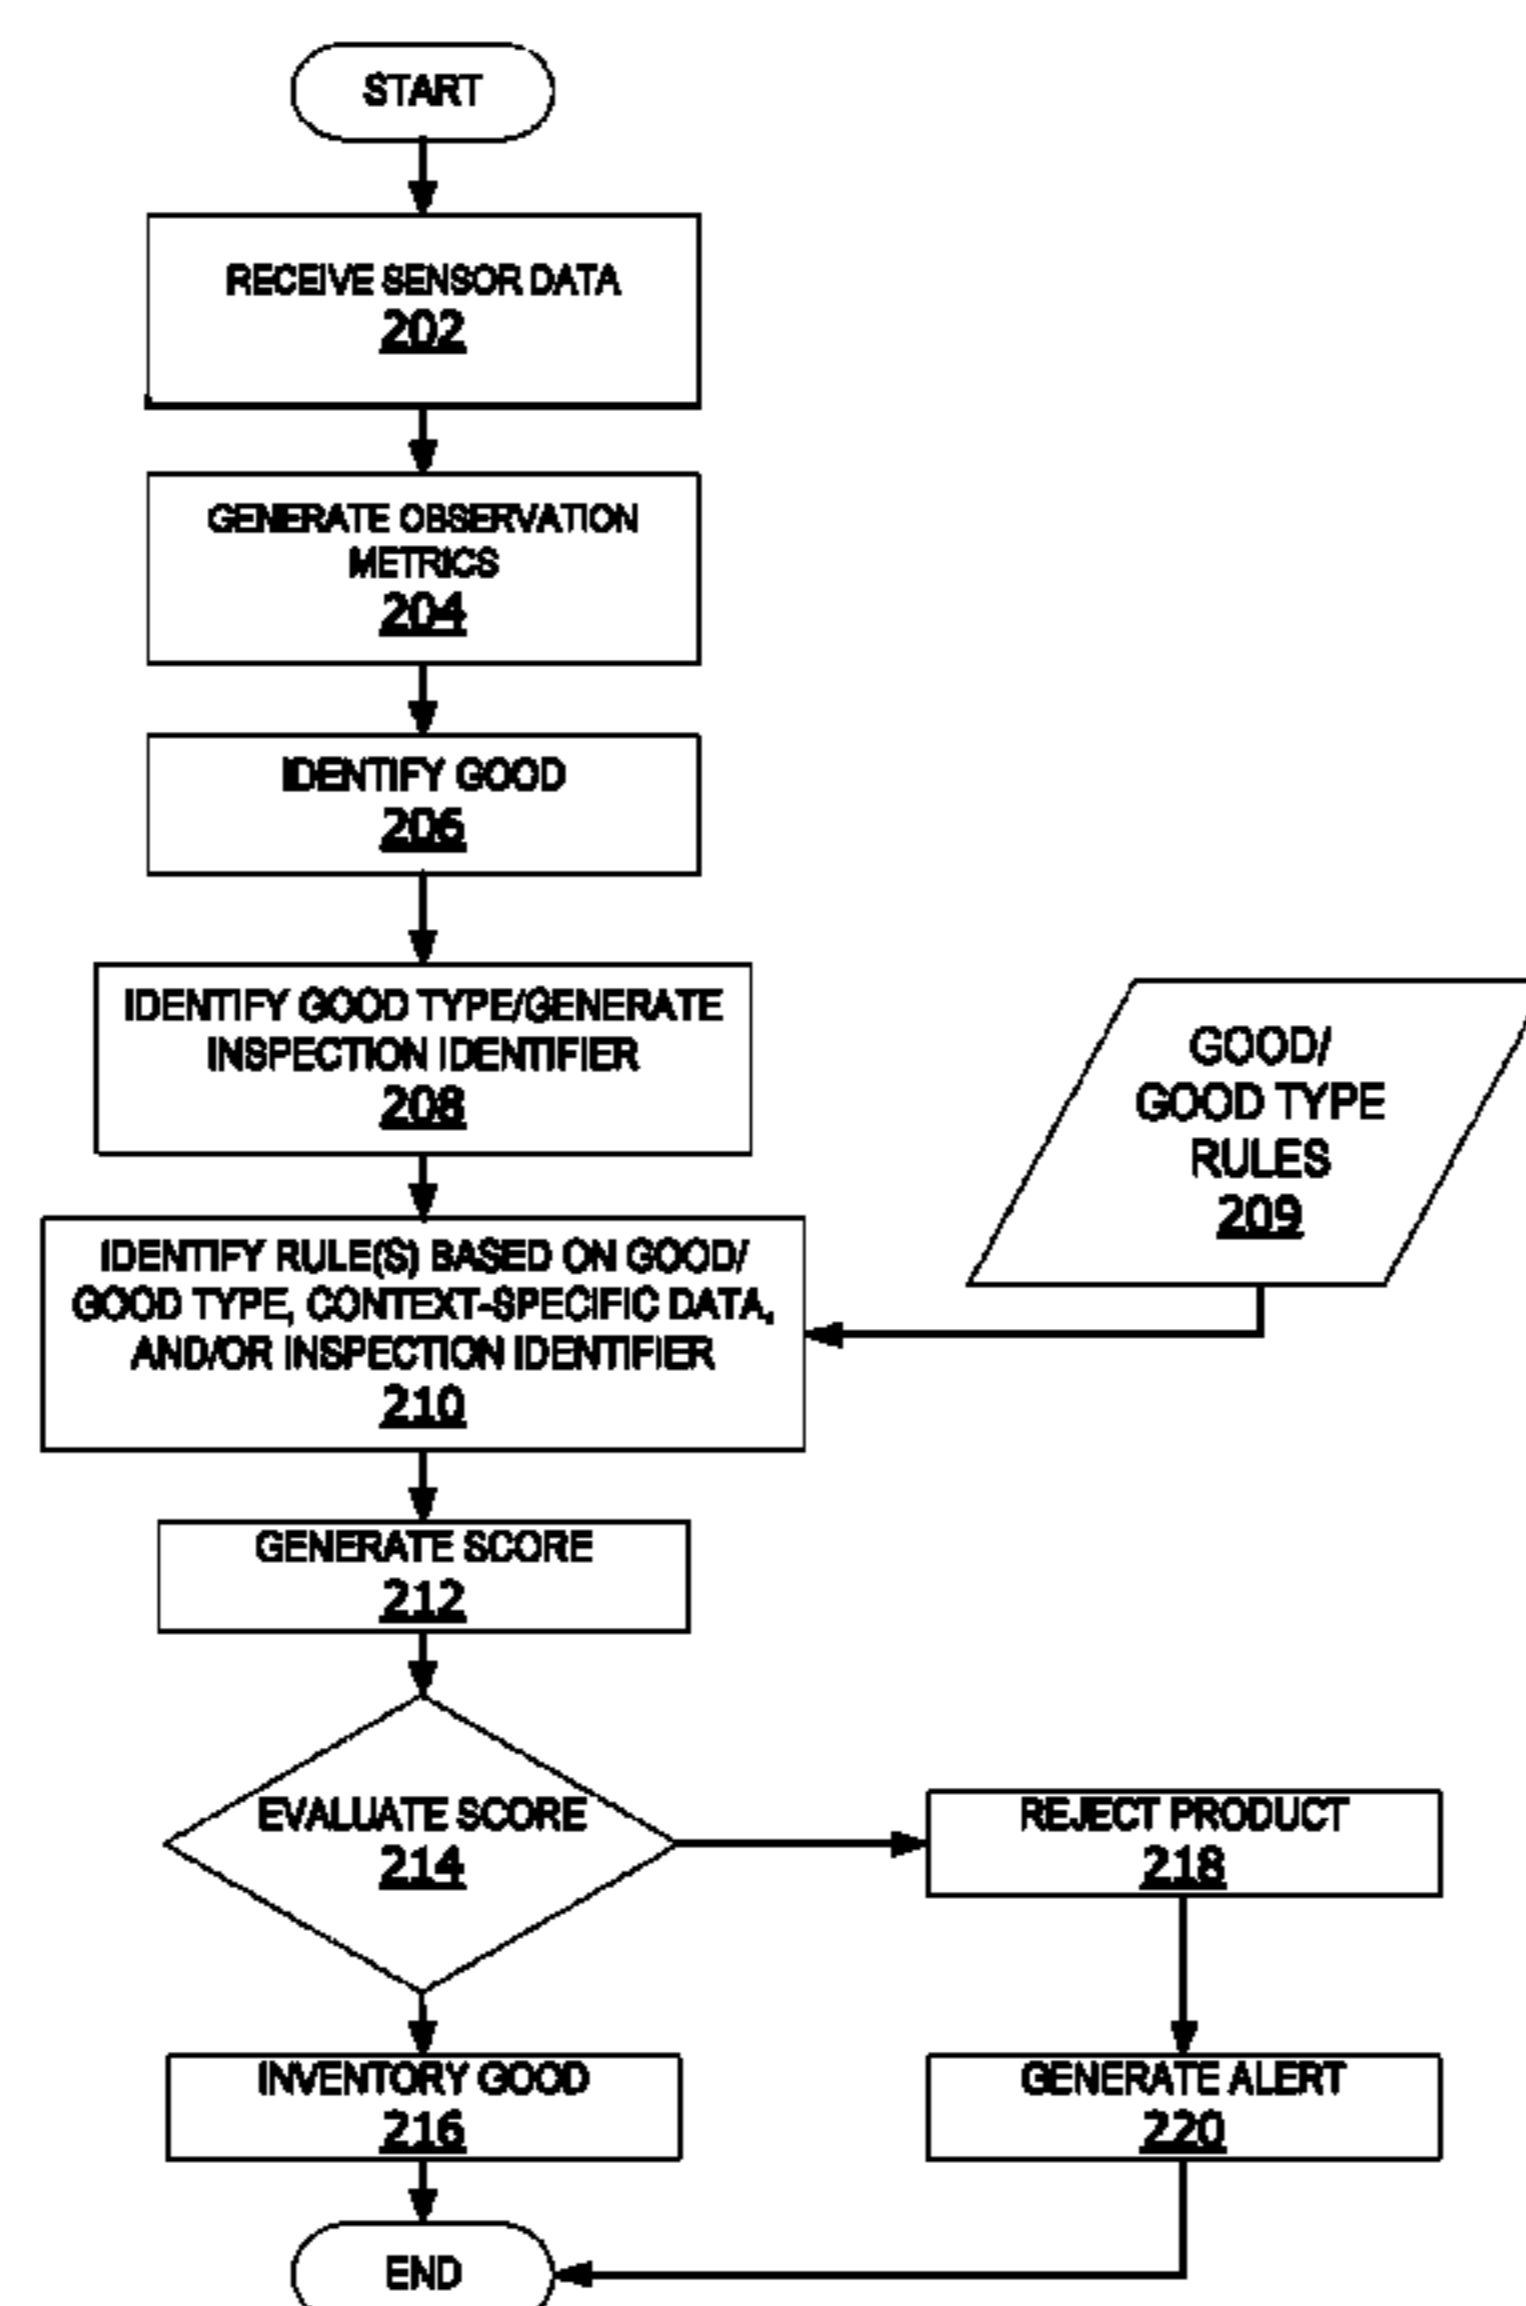 START
RECEIVE SENSOR DATA
202
GENERATE OBSERVATION
METRICS
204
IDENTIFY GOOD
206
IDENTIFY GOOD TYPE/GENERATE
INSPECTION IDENTIFIER
208
GOOD/
GOOD TYPE
RULES
209
IDENTIFY RULE(S) BASED ON GOOD/
GOOD TYPE, CONTEXT-SPECIFIC DATA,
AND/OR INSPECTION IDENTIFIER
210
GENERATE SCORE
212
EVALUATE SCORE
214
REJECT PRODUCT
218
INVENTORY GOOD
216
GENERATE ALERT
220
END